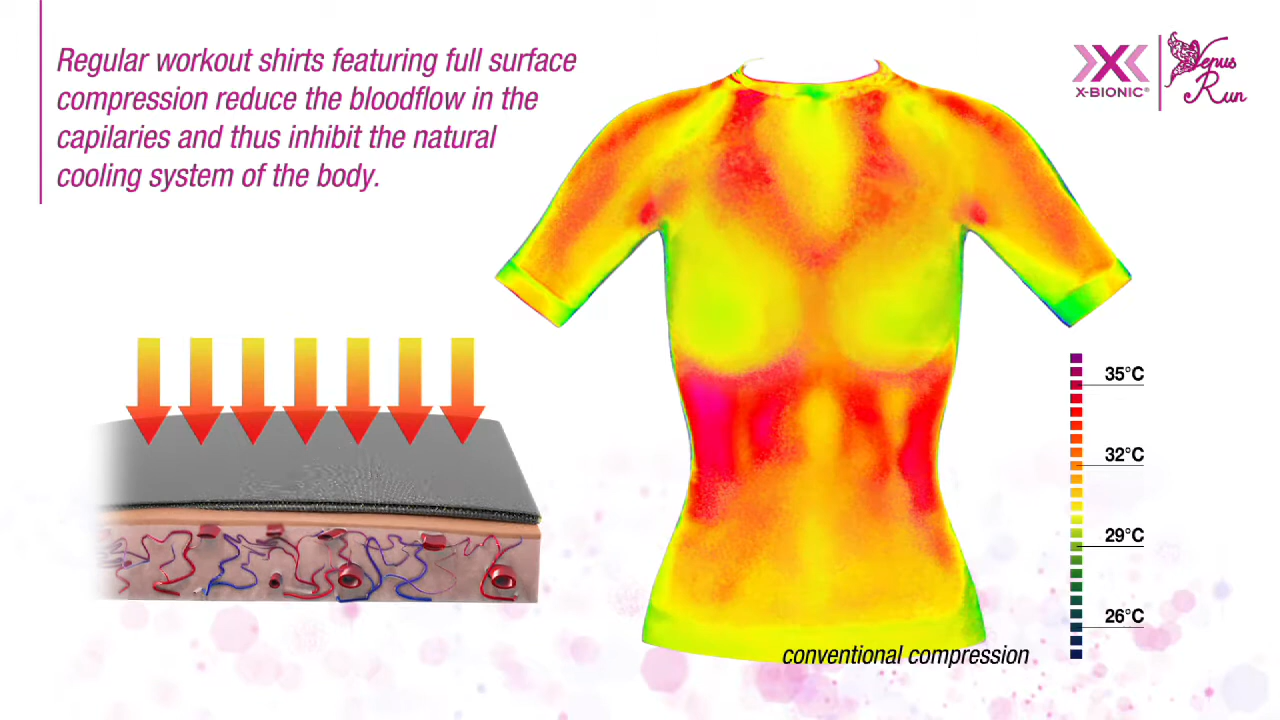 Regular workout shirts featuring full surface
compression reduce the bloodflow in the
capilaries and thus inhibit the natural
cooling system of the body.
X-BIONIC®
Venus
Run
35°C
32°C
29°C
26°C
conventional compression